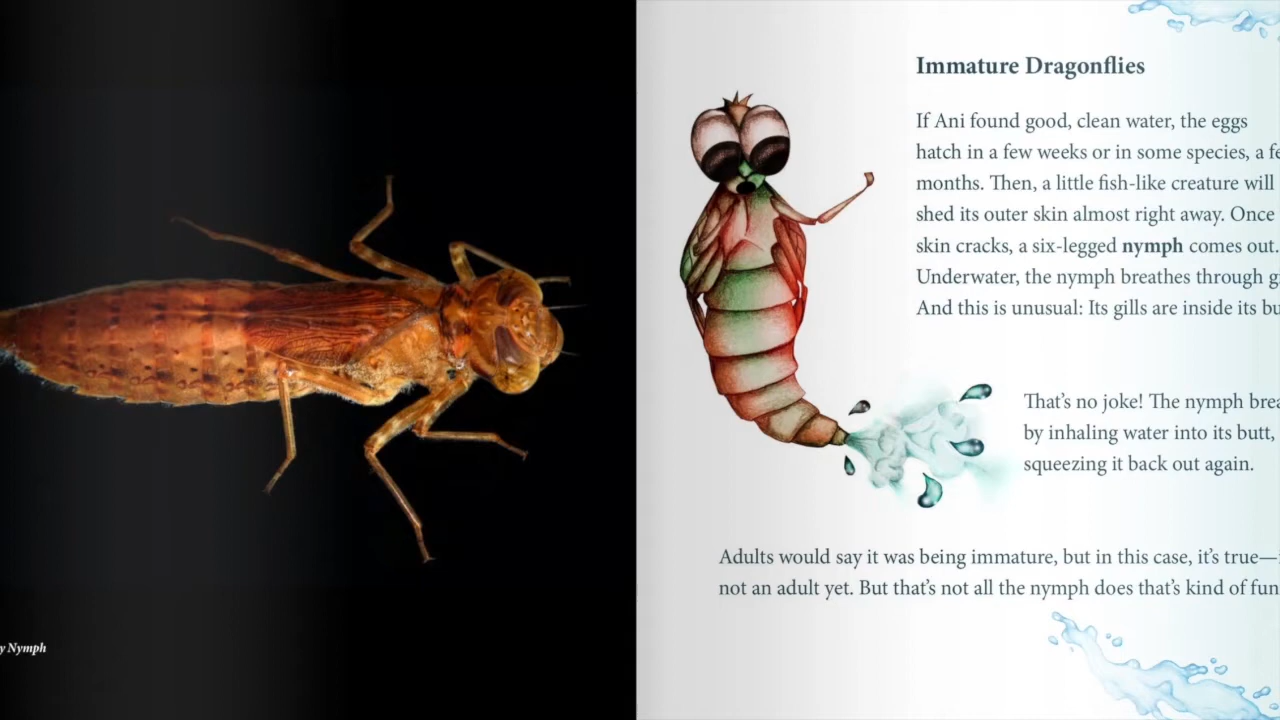 y Nymph
Immature Dragonflies
If Ani found good, clean water, the eggs
hatch in a few weeks or in some species, a
months. Then, a little fish-like creature will
shed its outer skin almost right away. Once
skin cracks, a six-legged nymph comes out.
Underwater, the nymph breathes through
And this is unusual: Its gills are inside its
That's no joke! The nymph
by inhaling water into its butt,
squeezing it back out again.
Adults would say it was being immature, but in this case, it's true—
not an adult yet. But that's not all the nymph does that's kind of